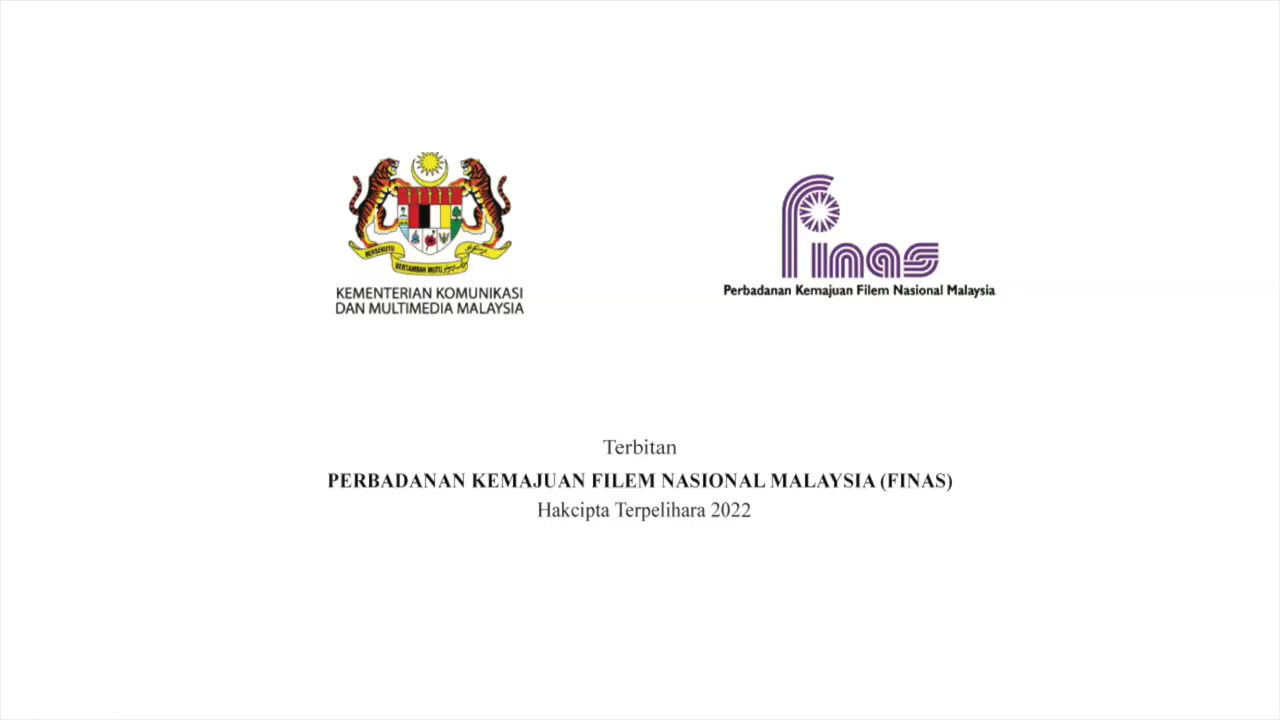 BERSEKUTU
BERTAMBAH MUTU
KEMENTERIAN KOMUNIKASI
DAN MULTIMEDIA MALAYSIA
Finas
Perbadanan Kemajuan Filem Nasional Malaysia
Terbitan
PERBADANAN KEMAJUAN FILEM NASIONAL MALAYSIA (FINAS)
Hakcipta Terpelihara 2022